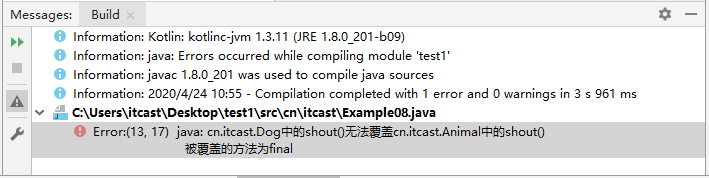 Messages: Build ×
Information: Kotlin: kotlinc-jvm 1.3.11 (JRE 1.8.0_201-b09)
Information: java: Errors occurred while compiling module 'test1'
Information: javac 1.8.0_201 was used to compile java sources
Information: 2020/4/24 10:55 - Compilation completed with 1 error and 0 warnings in 3 s 961 ms
C:\Users\itcast\Desktop\test1\src\cn\itcast\Example08.java
Error:(13, 17) java: cn.itcast.Dog中的shout()无法覆盖cn.itcast.Animal中的shout()
被覆盖的方法为final